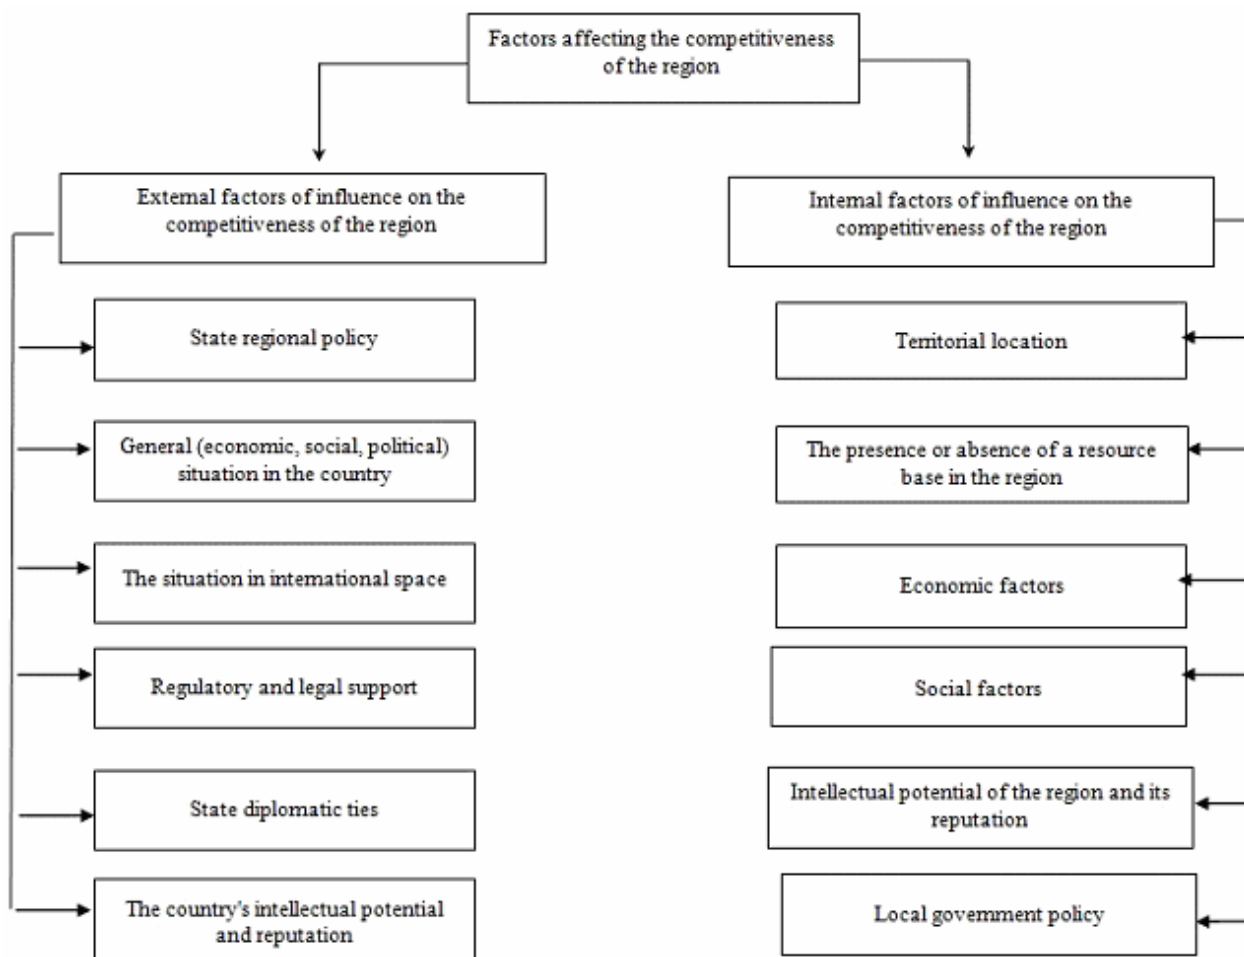 Factors affecting the competitiveness
of the region
External factors of influence on the
competitiveness of the region
Internal factors of influence on the
competitiveness of the region
State regional policy
Territorial location
General (economic, social, political)
situation in the country
The presence or absence of a resource
base in the region
The situation in international space
Economic factors
Regulatory and legal support
Social factors
State diplomatic ties
Intellectual potential of the region and its
reputation
The country's intellectual potential
and reputation
Local government policy